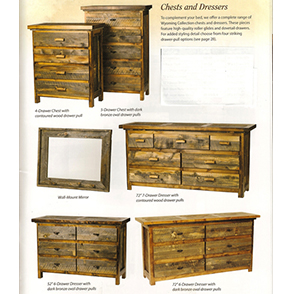 Chests and Dressers
To complement your bed, we offer a complete range of
Wyoming Collection chests and dressers. These pieces
feature high quality roller-glides and dovetail drawers.
For added styling detail choose from four striking
drawer-pull options (see page 28).
4-Drawer Chest with
contoured wood drawer pull
5-Drawer Chest with dark
bronze oval drawer pull
Wall-Mount Mirror
72" 7-Drawer Dresser with
contoured wood drawer pulls
52" 6-Drawer Dresser with
dark bronze oval drawer pulls
72" 6-Drawer Dresser with
dark bronze oval drawer pulls